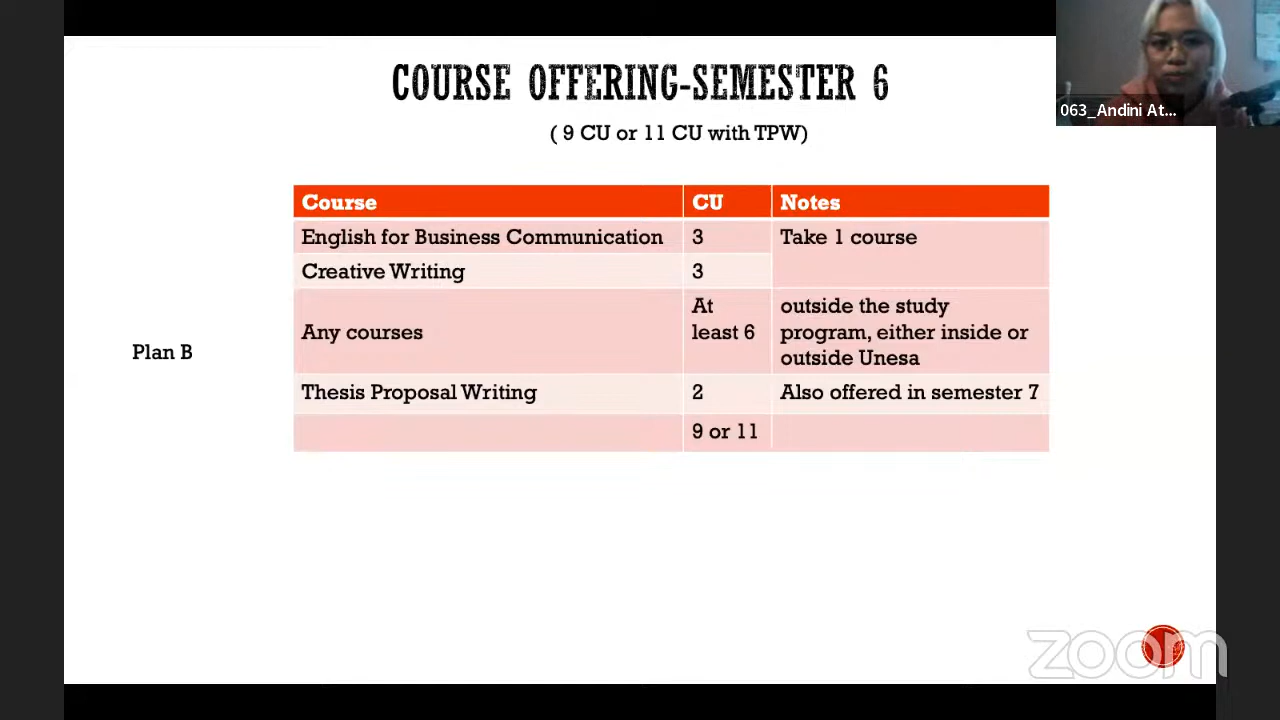 COURSE OFFERING-SEMESTER 6
( 9 CU or 11 CU with TPW)
063_Andini At...
Course CU Notes
English for Business Communication 3 Take 1 course
Creative Writing 3
Any courses At least 6 outside the study program, either inside or outside Unesa
Plan B
Thesis Proposal Writing 2 Also offered in semester 7
9 or 11
zoom